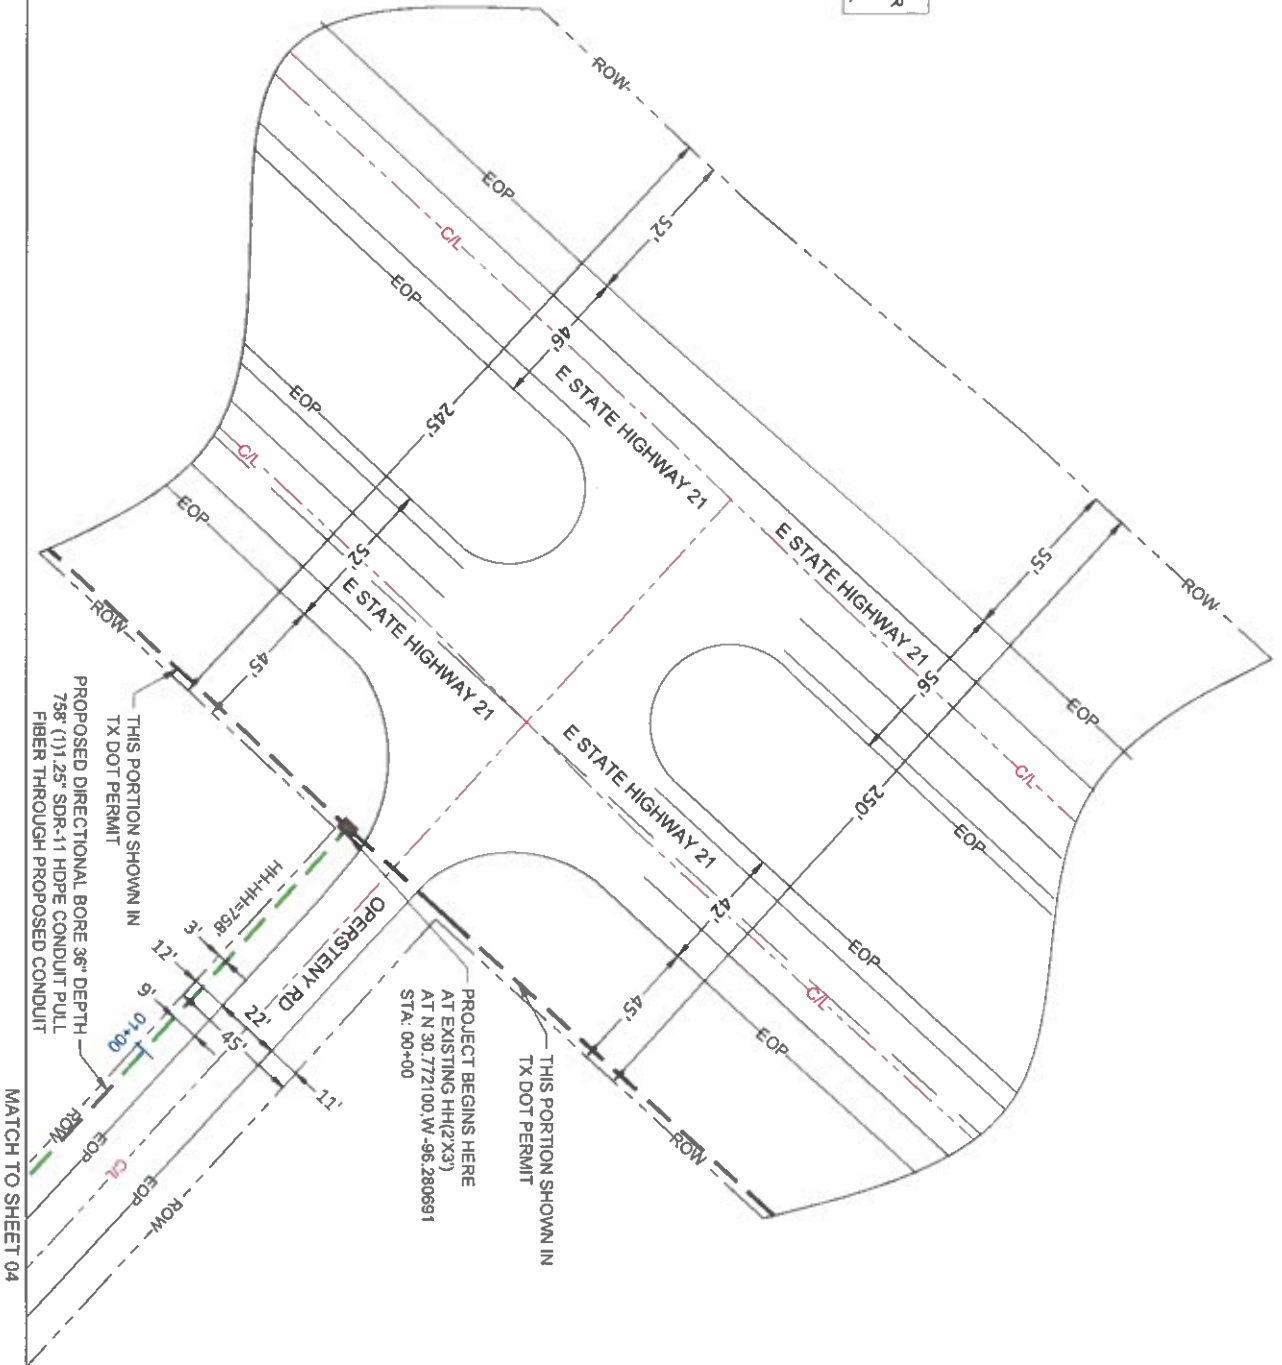 R
ROW
EOP
52'
C/L
EOP
46'
E STATE HIGHWAY 21
245'
EOP
C/L
EOP
52'
E STATE HIGHWAY 21
45'
ROW
55'
ROW
E STATE HIGHWAY 21
56'
EOP
C/L
250'
EOP
E STATE HIGHWAY 21
42'
EOP
C/L
45'
EOP
ROW
THIS PORTION SHOWN IN
TX DOT PERMIT
PROPOSED DIRECTIONAL BORE 36" DEPTH
758' (1)1.25" SDR-11 HDPE CONDUIT PULL
FIBER THROUGH PROPOSED CONDUIT
HH-HH=758'
3'
12'
9'
01+00
OPERSTENY RD
22'
45'
11'
PROJECT BEGINS HERE
AT EXISTING HH(2'X3')
AT N 30.772100,W -96.280691
STA: 00+00
THIS PORTION SHOWN IN
TX DOT PERMIT
ROW
EOP
C/L
EOP
ROW
MATCH TO SHEET 04